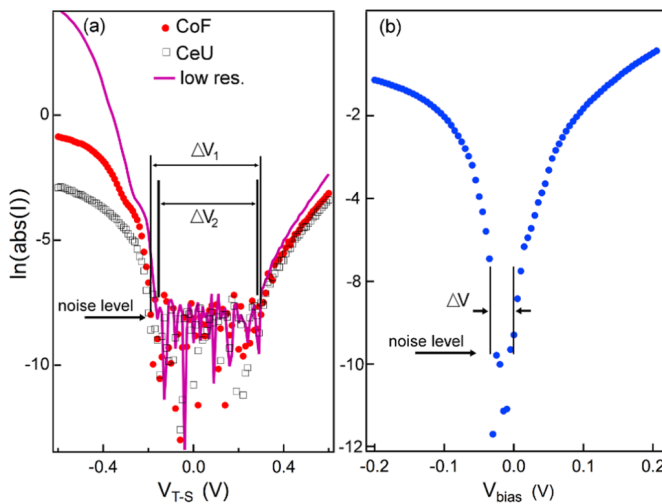 (a)
CoF
CeU
low res.
ΔV1
ΔV2
noise level
ln(abs(I))
0
-5
-10
-0.4
0.0
0.4
VT-S (V)
(b)
-2
-4
-6
-8
-10
-12
ΔV
noise level
-0.2
-0.1
0.0
0.1
0.2
Vbias (V)